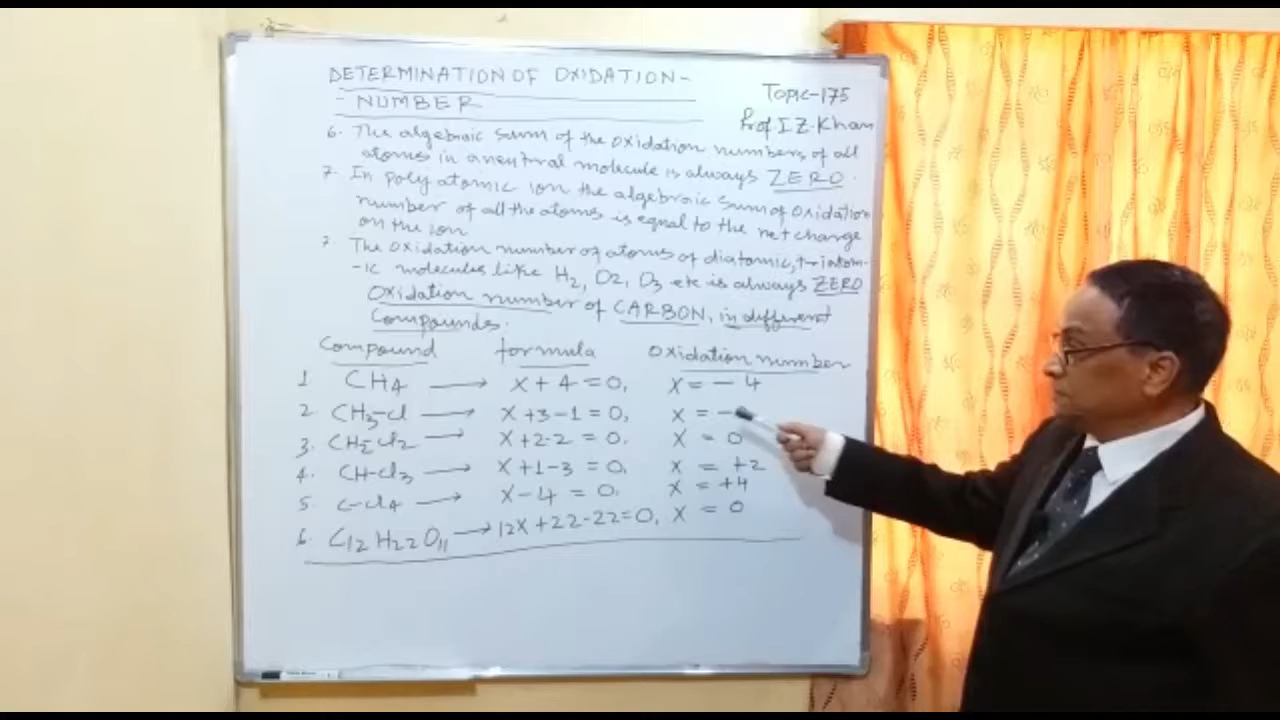 DETERMINATION OF OXIDATION-
- NUMBER
Topic-175
Prof I Z. Khan
6. The algebraic sum of the oxidation numbers of all
atoms in a neutral molecule is always ZERO.
7. In poly atomic ion the algebraic sum of oxidation
number of all the atoms is equal to the net charge
on the ion
7. The oxidation number of atoms of diatomic, triatom-
-ic molecules like H2, O2, O3 etc is always ZERO
Oxidation number of CARBON, in different
Compounds.
Compound formula Oxidation number
1 CH4 → X + 4 = 0, X = - 4
2. CH3-Cl → X + 3 - 1 = 0, X = -
3. CH2Cl2 → X + 2 - 2 = 0. X = 0
4. CH-Cl3 → X + 1 - 3 = 0, X = +2
5. C-Cl4 → X - 4 = 0. X = +4
6. C12 H22 O11 → 12X + 22 - 22 = 0, X = 0